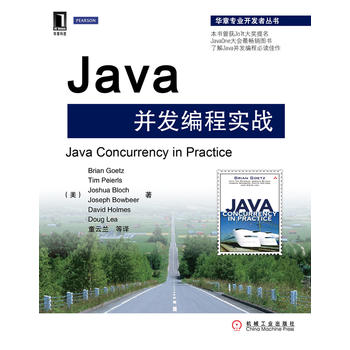 华章科技
PEARSON
华章专业开发者丛书
本书曾获Jolt大奖提名
JavaOne大会最畅销图书
了解Java并发编程必读佳作
Java
并发编程实战
Java Concurrency in Practice
(美)
Brian Goetz
Tim Peierls
Joshua Bloch
Joseph Bowbeer
David Holmes
Doug Lea
著
童云兰 等译
BRIAN GOETZ
JAVA
CONCURRENCY
IN PRACTICE
机械工业出版社
China Machine Press